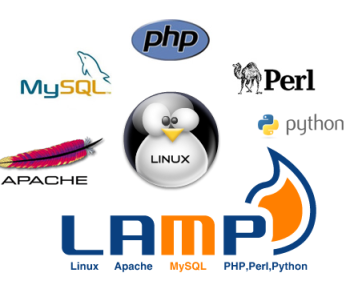 php
MySQL
Perl
python
LINUX
APACHE
LAMP
Linux Apache MySQL PHP,Perl,Python